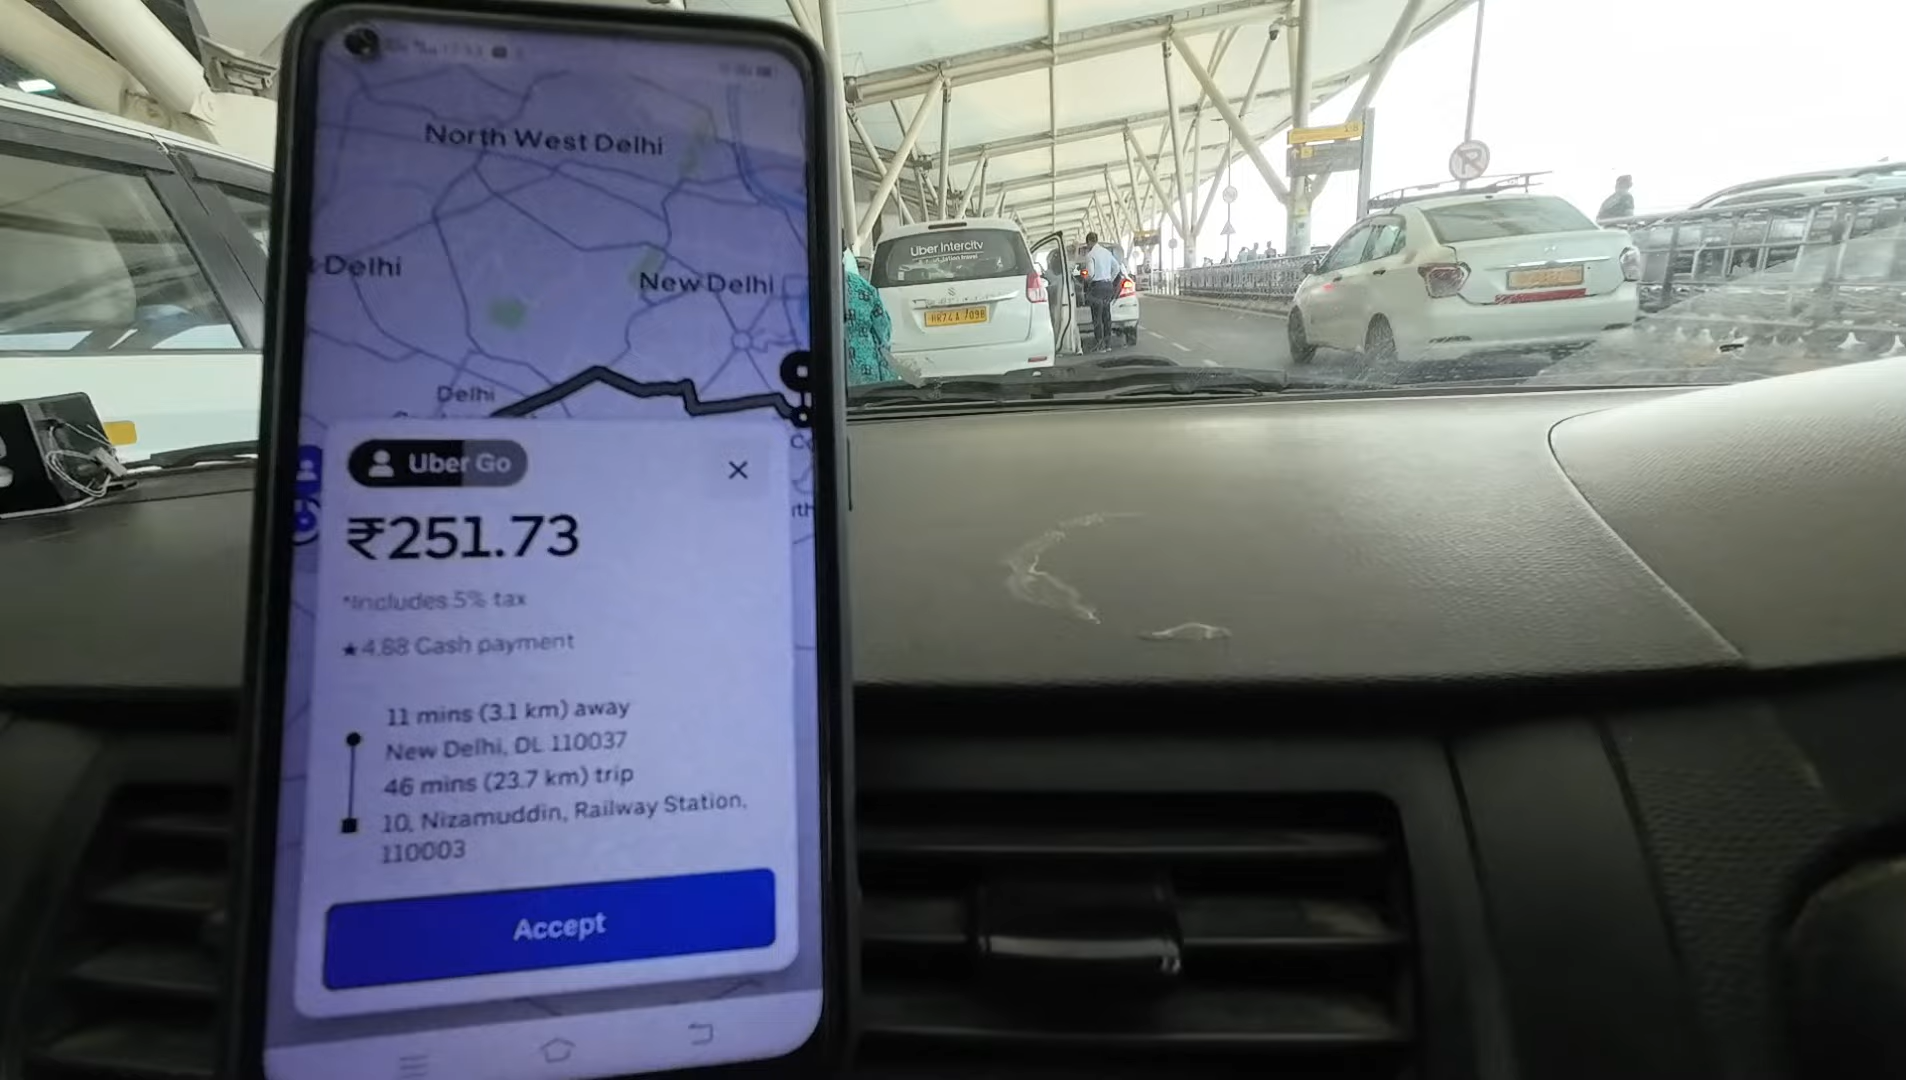 North West Delhi
Delhi
New Delhi
Delhi
Uber Go
₹251.73
*Includes 5% tax
★4.88 Cash payment
11 mins (3.1 km) away
New Delhi, DL 110037
46 mins (23.7 km) trip
10, Nizamuddin, Railway Station,
110003
Accept
Uber Intercity